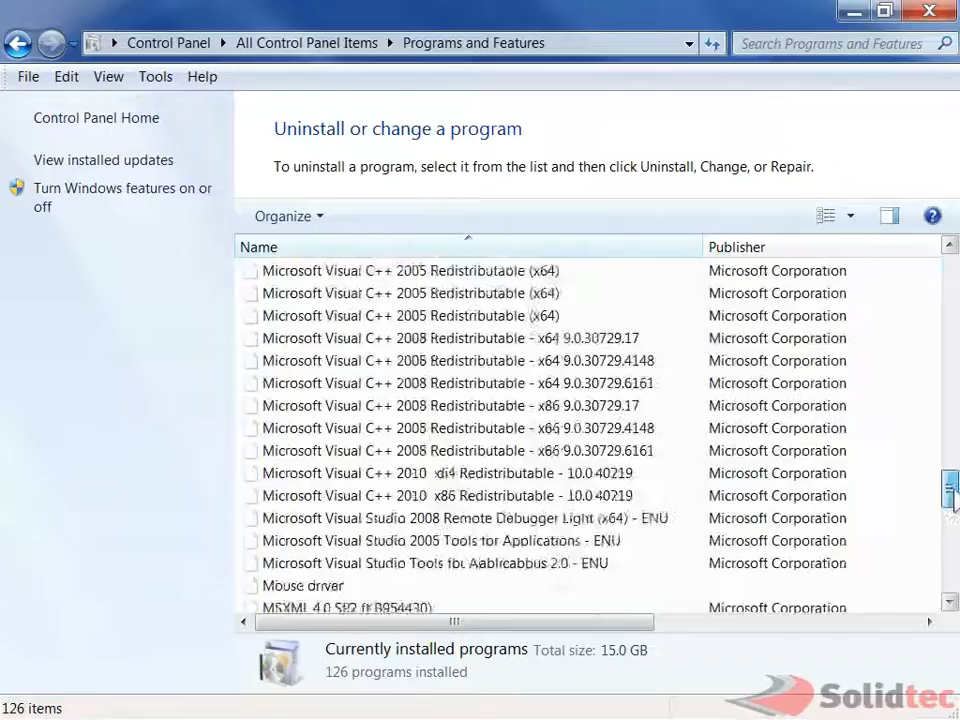 Control Panel ▸ All Control Panel Items ▸ Programs and Features
Search Programs and Features
File Edit View Tools Help
Control Panel Home
View installed updates
Turn Windows features on or
off
Uninstall or change a program
To uninstall a program, select it from the list and then click Uninstall, Change, or Repair.
Organize
Name Publisher
Microsoft Visual C++ 2005 Redistributable (x64) Microsoft Corporation
Microsoft Visual C++ 2005 Redistributable (x64) Microsoft Corporation
Microsoft Visual C++ 2005 Redistributable (x64) Microsoft Corporation
Microsoft Visual C++ 2008 Redistributable - x64 9.0.30729.17 Microsoft Corporation
Microsoft Visual C++ 2008 Redistributable - x64 9.0.30729.4148 Microsoft Corporation
Microsoft Visual C++ 2008 Redistributable - x64 9.0.30729.6161 Microsoft Corporation
Microsoft Visual C++ 2008 Redistributable - x86 9.0.30729.17 Microsoft Corporation
Microsoft Visual C++ 2008 Redistributable - x86 9.0.30729.4148 Microsoft Corporation
Microsoft Visual C++ 2008 Redistributable - x86 9.0.30729.6161 Microsoft Corporation
Microsoft Visual C++ 2010 Redistributable - 10.0.40219 Microsoft Corporation
Microsoft Visual C++ 2010 x86 Redistributable - 10.0.40219 Microsoft Corporation
Microsoft Visual Studio 2008 Remote Debugger Light (x64) - ENU Microsoft Corporation
Microsoft Visual Studio 2005 Tools for Applications - ENU Microsoft Corporation
Microsoft Visual Studio Tools for 2.0 - ENU Microsoft Corporation
Mouse driver
MSXML 4.0 SP2 Microsoft Corporation
Currently installed programs Total size: 15.0 GB
126 programs installed
126 items
Solidtec